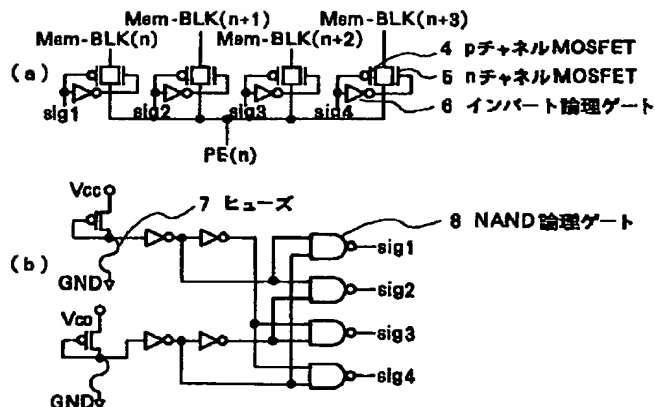 Mem-BLK(n)
Mem-BLK(n+1)
Mem-BLK(n+2)
Mem-BLK(n+3)
4 pチャネルMOSFET
5 nチャネルMOSFET
6 インバート論理ゲート
(a)
sig1
sig2
sig3
sig4
PE(n)
Vcc
7 ヒューズ
8 NAND論理ゲート
sig1
(b)
GND
sig2
Vcc
sig3
sig4
GND